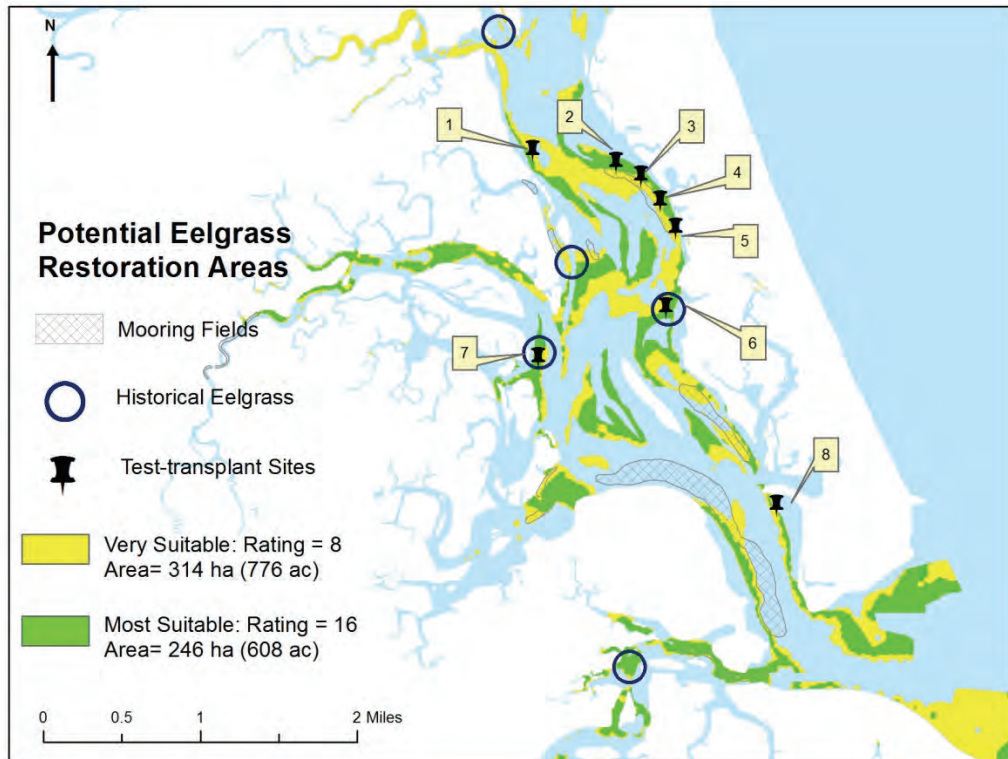 N
1
2
3
4
5
6
7
8
Potential Eelgrass
Restoration Areas
Mooring Fields
Historical Eelgrass
Test-transplant Sites
Very Suitable: Rating = 8
Area= 314 ha (776 ac)
Most Suitable: Rating = 16
Area= 246 ha (608 ac)
0 0.5 1 2 Miles